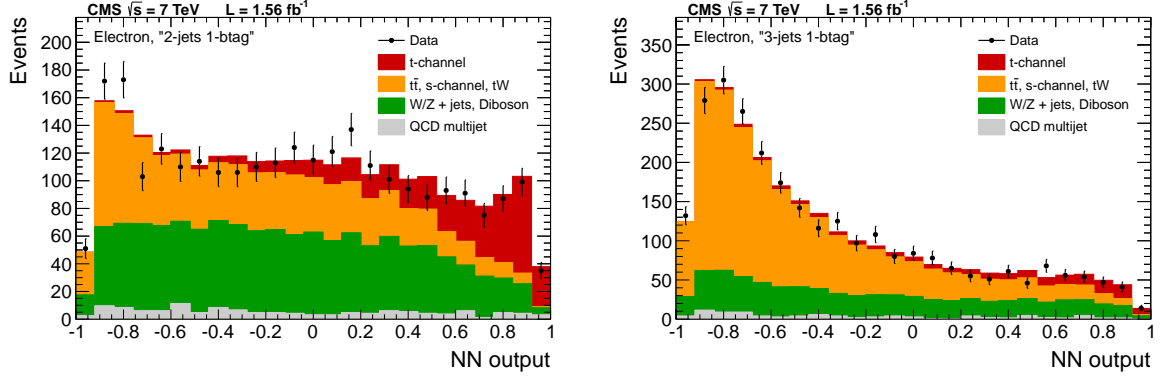 CMS √s = 7 TeV L = 1.56 fb⁻¹
Electron, "2-jets 1-btag"
Data
t-channel
tt̄, s-channel, tW
W/Z + jets, Diboson
QCD multijet
Events
200
180
160
140
120
100
80
60
40
20
0
-1 -0.8 -0.6 -0.4 -0.2 0 0.2 0.4 0.6 0.8 1
NN output
CMS √s = 7 TeV L = 1.56 fb⁻¹
Electron, "3-jets 1-btag"
Data
t-channel
tt̄, s-channel, tW
W/Z + jets, Diboson
QCD multijet
Events
350
300
250
200
150
100
50
0
-1 -0.8 -0.6 -0.4 -0.2 0 0.2 0.4 0.6 0.8 1
NN output